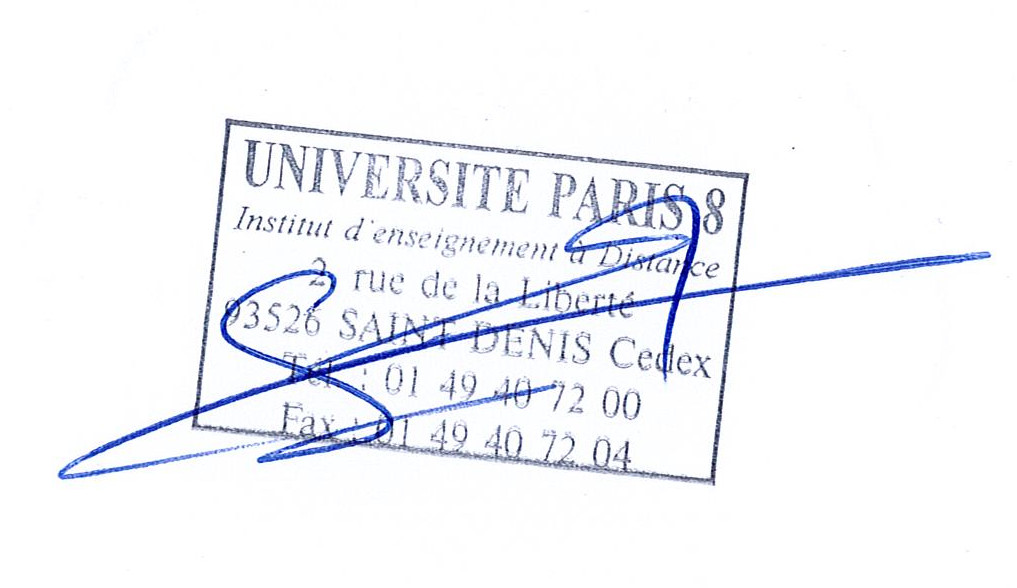 UNIVERSITE PARIS 8
Institut d'enseignement à Distance
2 rue de la Liberté
93526 SAINT DENIS Cedex
Tél : 01 49 40 72 00
Fax : 01 49 40 72 04